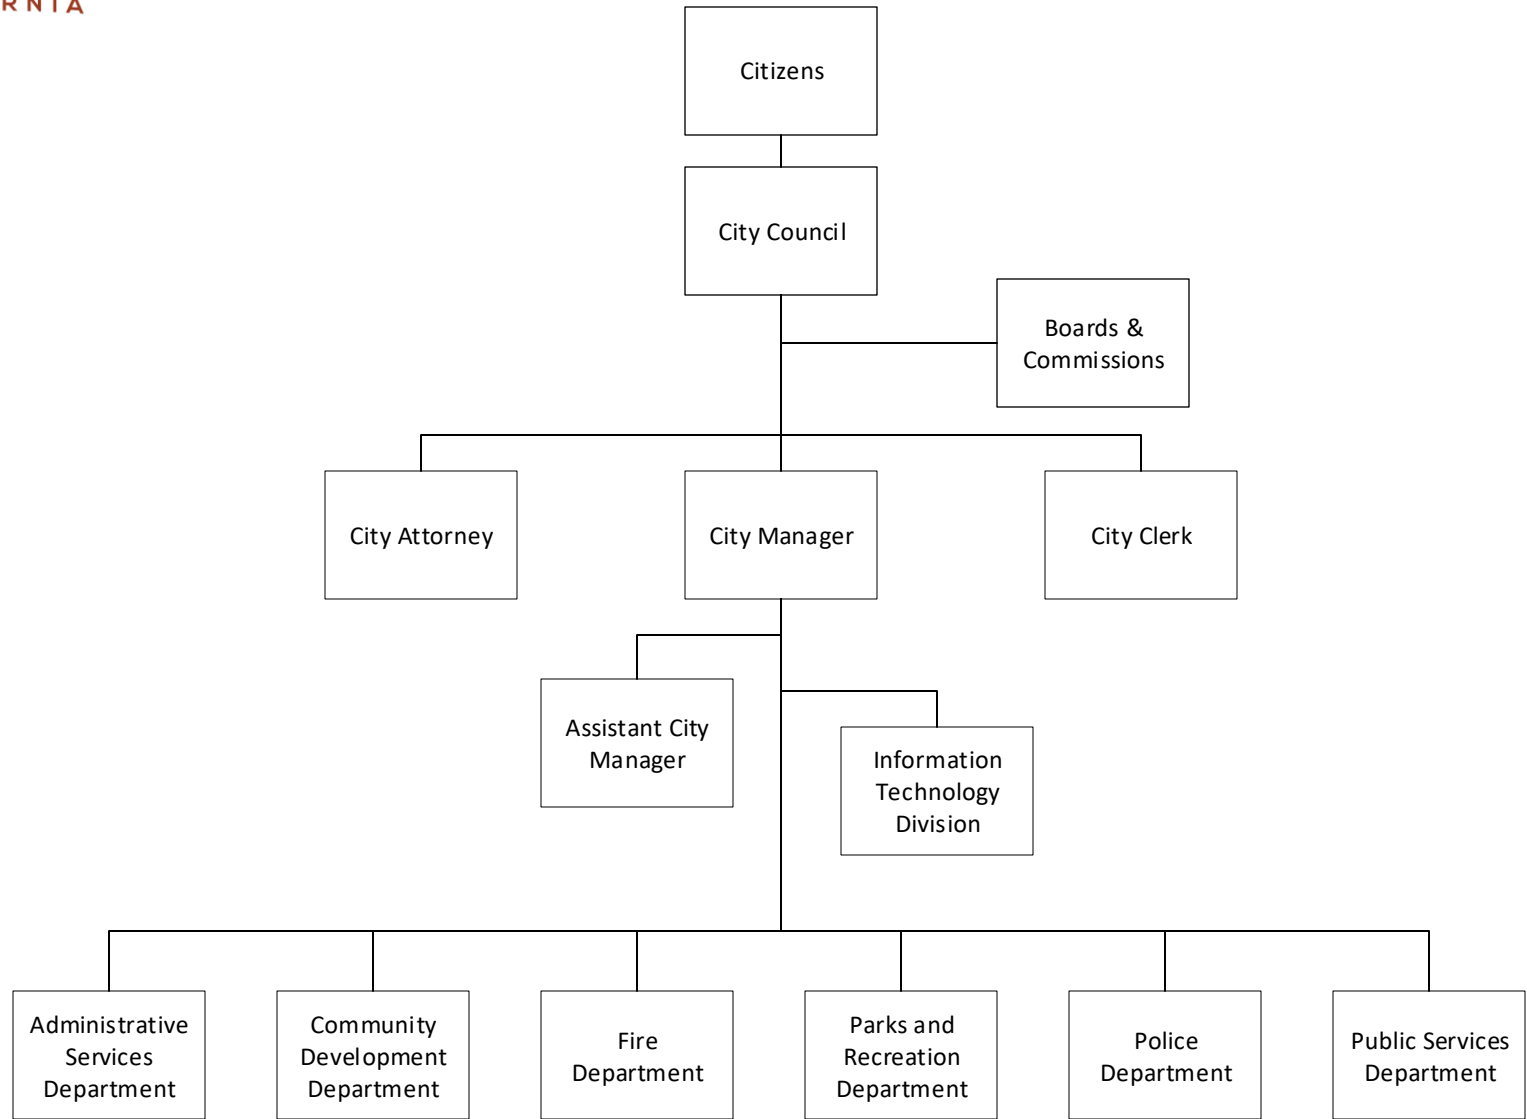 RNIA
Citizens
City Council
Boards &
Commissions
City Attorney
City Manager
City Clerk
Assistant City
Manager
Information
Technology
Division
Administrative
Services
Department
Community
Development
Department
Fire
Department
Parks and
Recreation
Department
Police
Department
Public Services
Department